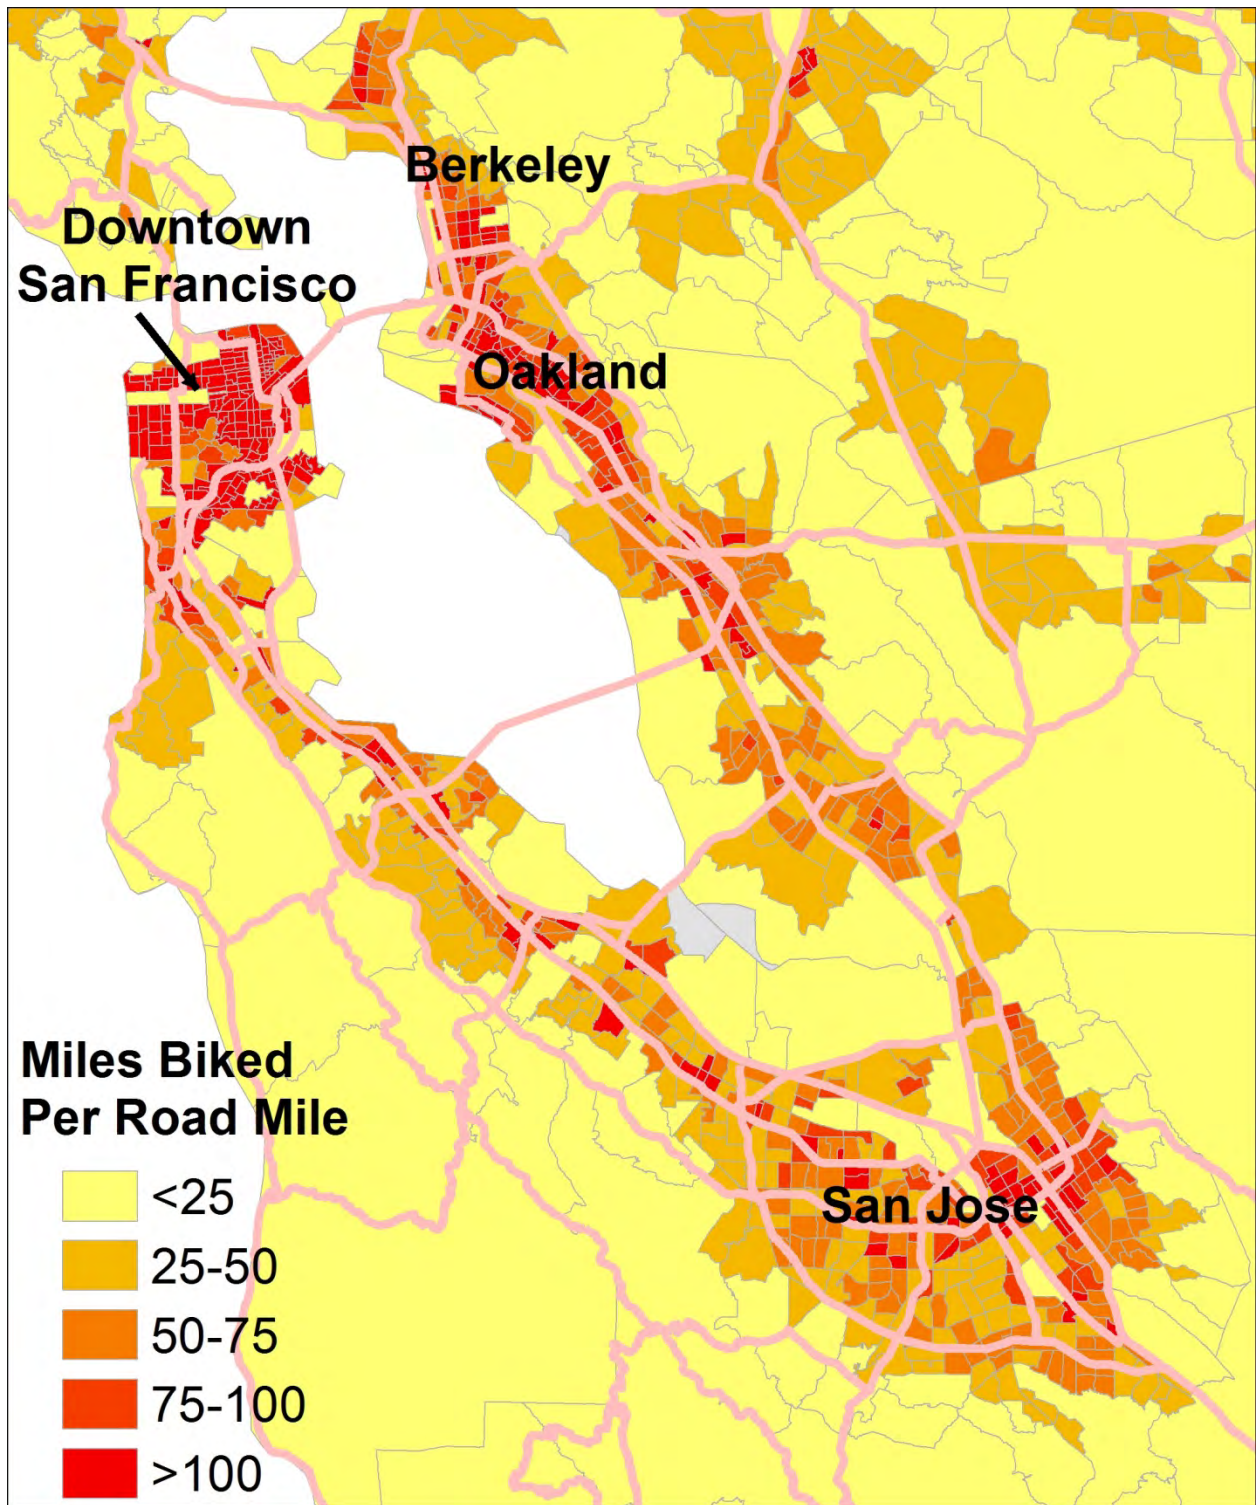 Berkeley
Downtown
San Francisco
Oakland
Miles Biked
Per Road Mile
<25
25-50
San Jose
50-75
75-100
>100